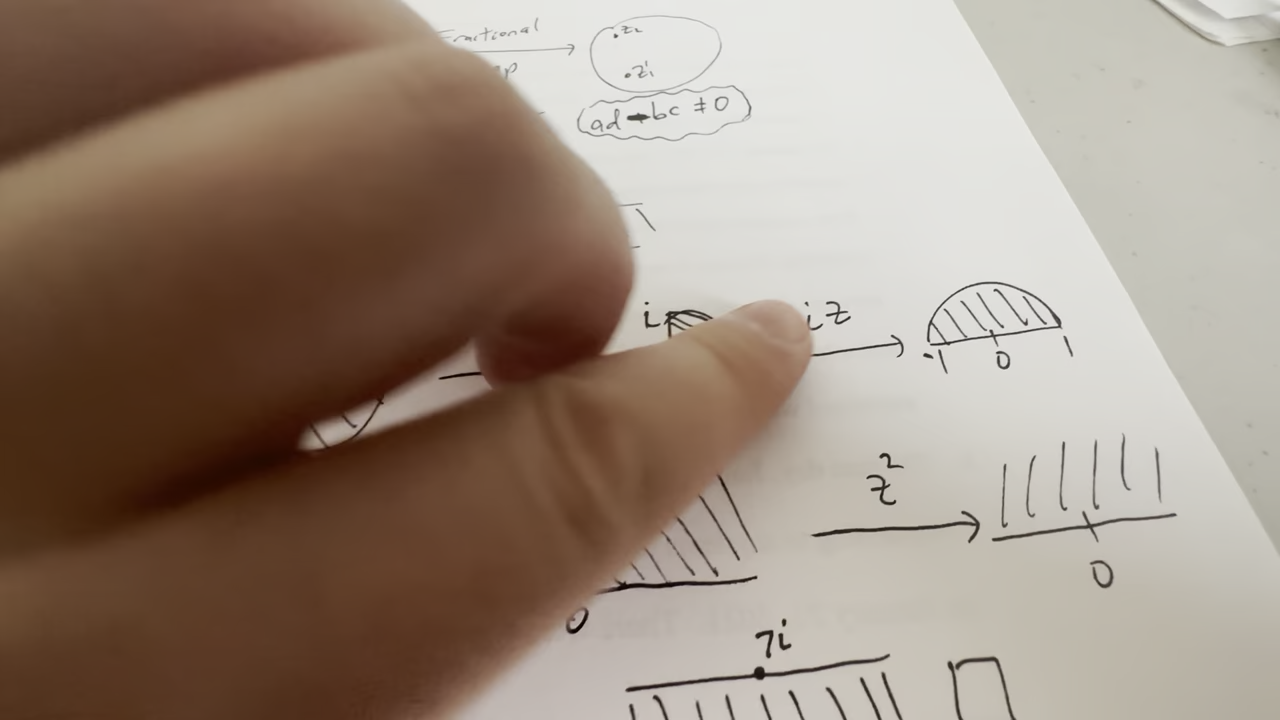 Fractional
z₂
z₁
ad - bc ≠ 0
i
iz
-1 0 1
z²
0
0
7i